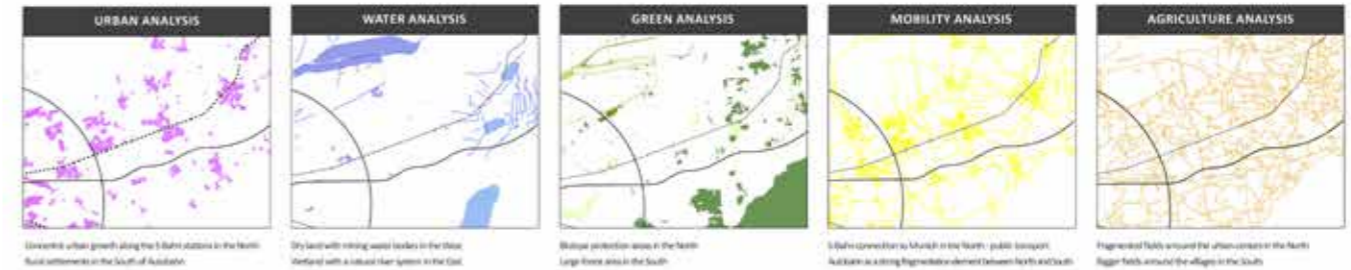 URBAN ANALYSIS
WATER ANALYSIS
GREEN ANALYSIS
MOBILITY ANALYSIS
AGRICULTURE ANALYSIS
Concentric urban growth along the S-Bahn stations in the North
Rural settlements in the South of Autobahn
Dry land with mining water bodies in the West
Wetland with a natural river system in the East
Biotope protection areas in the North
Large forest area in the South
S-Bahn connection to Munich in the North - public transport
Autobahn as a strong fragmentation element between North and South
Fragmented fields around the urban centers in the North
Bigger fields around the villages in the South